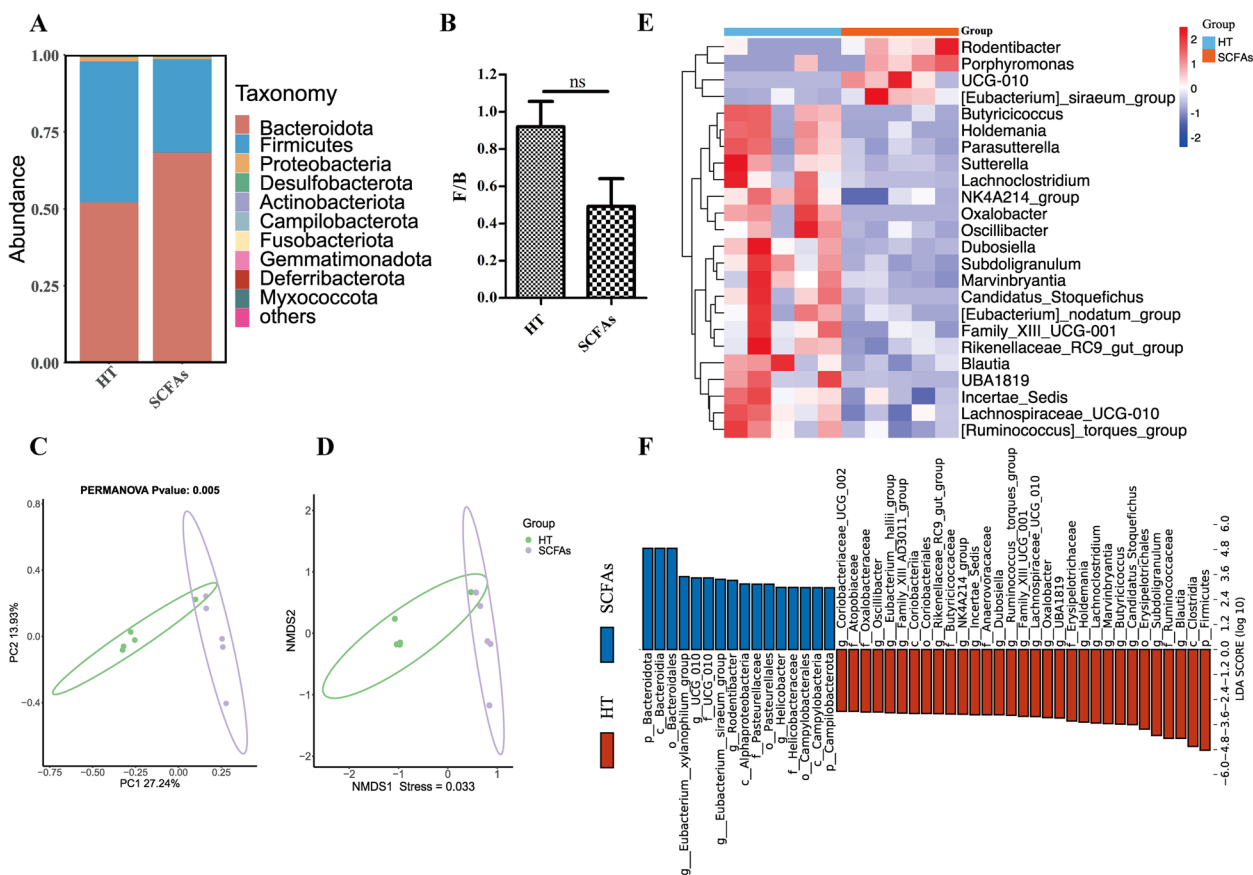 A
1.00
0.75
0.50
0.25
0.00
Abundance
HT
SCFAs
Taxonomy
Bacteroidota
Firmicutes
Proteobacteria
Desulfobacterota
Actinobacteriota
Campilobacterota
Fusobacteriota
Gemmatimonadota
Deferribacterota
Myxococcota
others
B
1.2
1.0
0.8
0.6
0.4
0.2
0.0
F/B
ns
HT
SCFAs
E
Group
Rodentibacter
Porphyromonas
UCG-010
[Eubacterium]_siraeum_group
Butyricicoccus
Holdemania
Parasutterella
Sutterella
Lachnoclostridium
NK4A214_group
Oxalobacter
Oscillibacter
Dubosiella
Subdoligranulum
Marvinbryantia
Candidatus_Stoquefichus
[Eubacterium]_nodatum_group
Family_XIII_UCG-001
Rikenellaceae_RC9_gut_group
Blautia
UBA1819
Incertae_Sedis
Lachnospiraceae_UCG-010
[Ruminococcus]_torques_group
2
1
0
-1
-2
Group
HT
SCFAs
C
PERMANOVA Pvalue: 0.005
0.8
0.4
0.0
−0.4
−0.8
PC2 13.93%
−0.75
−0.50
−0.25
0.00
0.25
PC1 27.24%
D
2
1
0
−1
−2
NMDS2
−2
−1
0
1
NMDS1 Stress = 0.033
Group
HT
SCFAs
F
SCFAs
HT
p__Bacteroidota
c__Bacteroidia
o__Bacteroidales
g___Eubacterium__xylanophilum_group
g__UCG_010
f__UCG_010
g___Eubacterium__siraeum_group
g__Rodentibacter
c__Alphaproteobacteria
f__Pasteurellaceae
o__Pasteurellales
g__Helicobacter
f__Helicobacteraceae
o__Campylobacterales
c__Campylobacteria
p__Campilobacterota
g__Coriobacteriaceae_UCG_002
f__Atopobiaceae
f__Oxalobacteraceae
g__Oscillibacter
g___Eubacterium__hallii_group
g__Family_XIII_AD3011_group
c__Coriobacteriia
o__Coriobacteriales
g__Rikenellaceae_RC9_gut_group
f__Butyricicoccaceae
g__NK4A214_group
g__Incertae_Sedis
f__Anaerovoracaceae
g__Dubosiella
g___Ruminococcus__torques_group
g__Family_XIII_UCG_001
g__Lachnospiraceae_UCG_010
g__Oxalobacter
g__UBA1819
f__Erysipelotrichaceae
g__Holdemania
g__Lachnoclostridium
g__Marvinbryantia
g__Butyricicoccus
g__Candidatus_Stoquefichus
o__Erysipelotrichales
g__Subdoligranulum
f__Ruminococcaceae
g__Blautia
c__Clostridia
p__Firmicutes
6.0
4.8
3.6
2.4
1.2
0.0
−1.2
−2.4
−3.6
−4.8
−6.0
LDA SCORE (log 10)